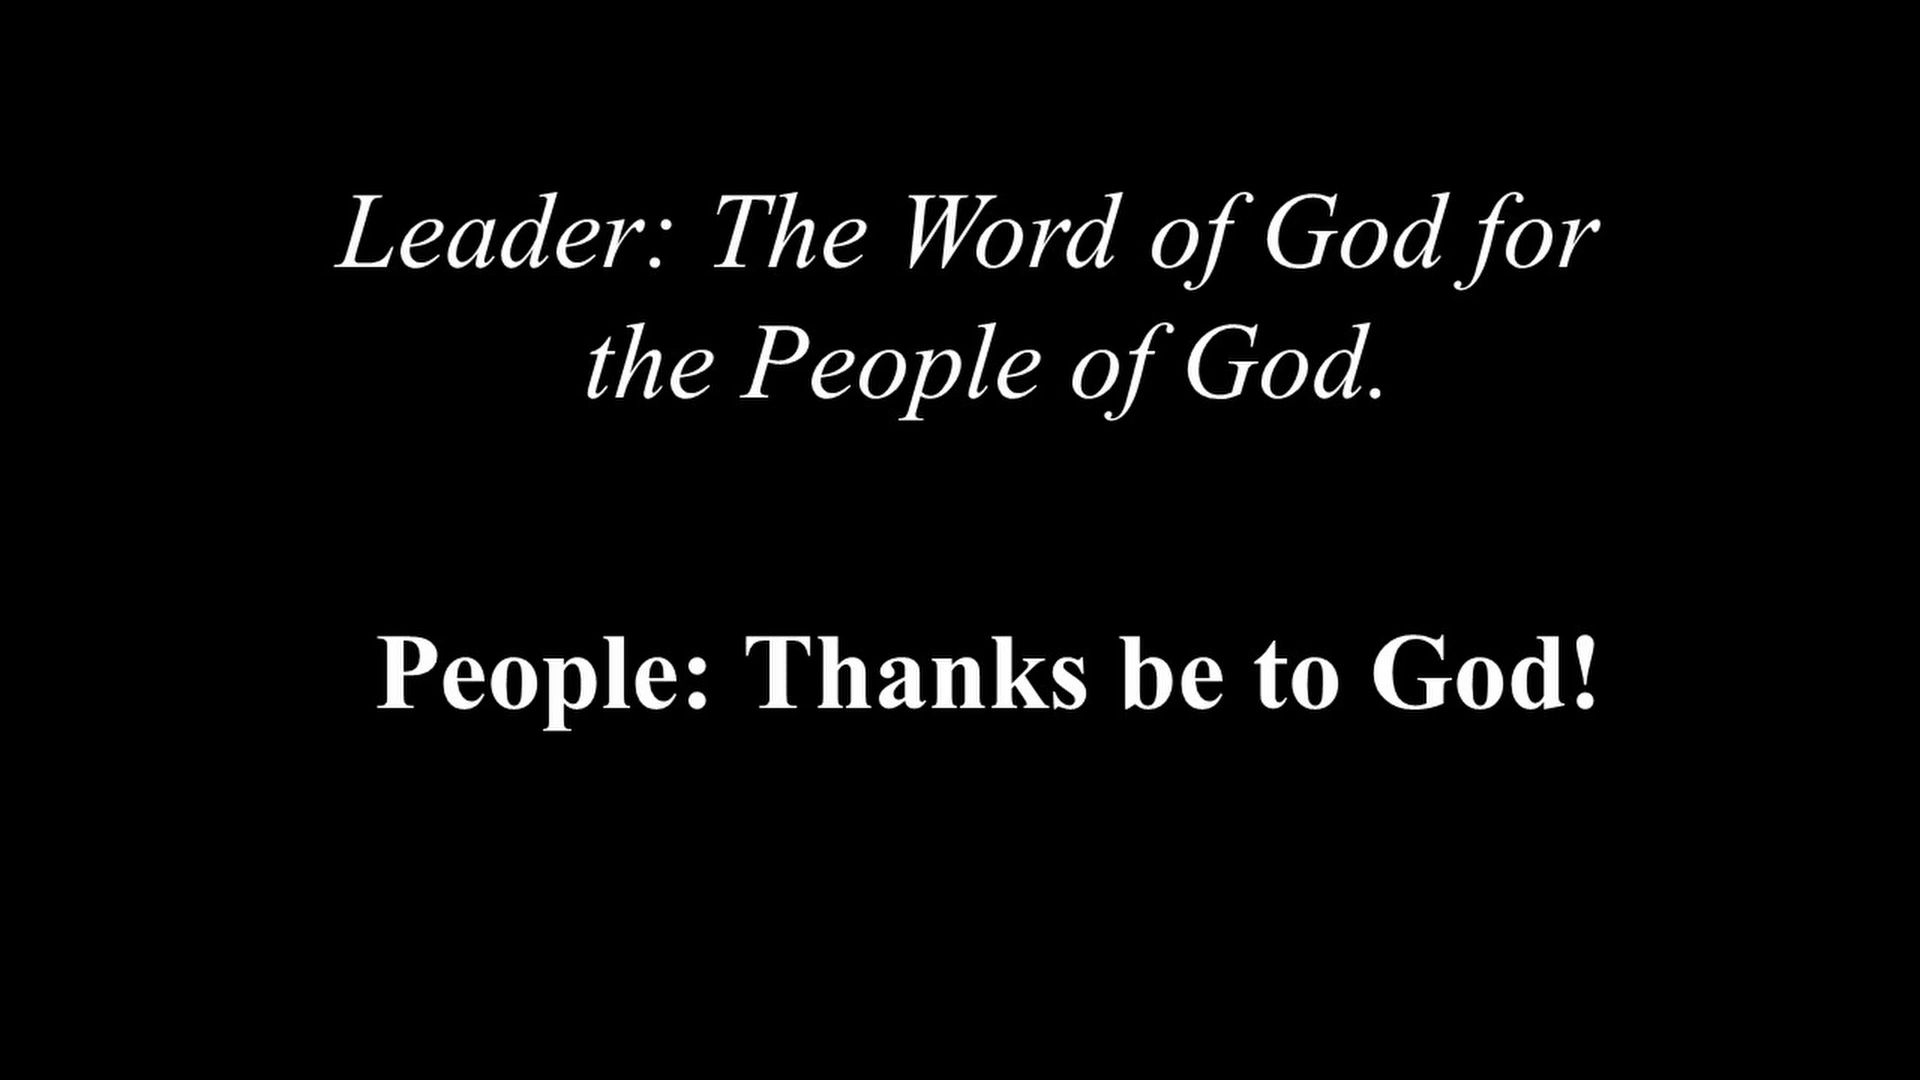 Leader: The Word of God for
the People of God.
People: Thanks be to God!